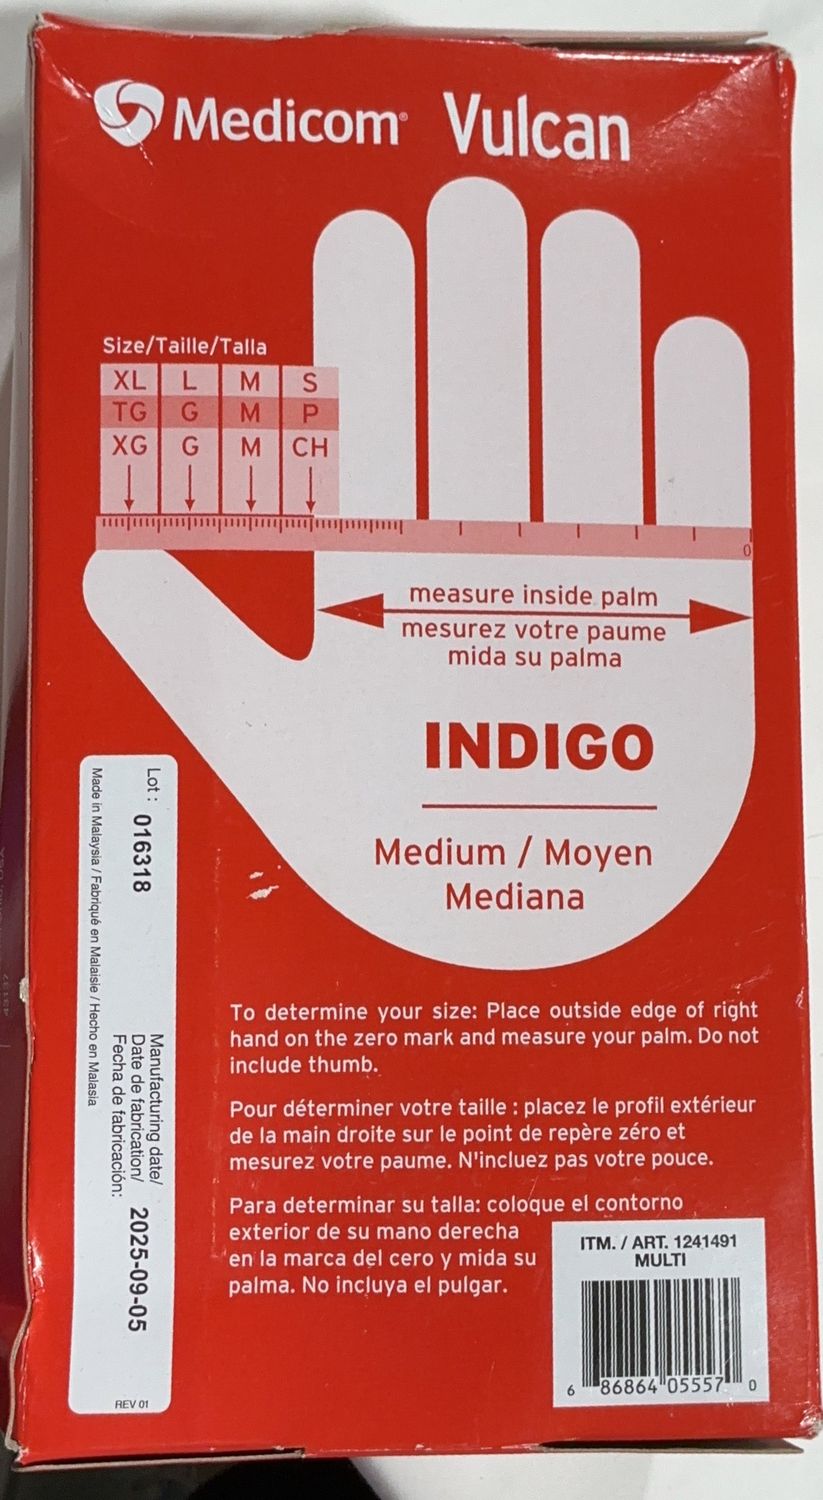 Medicom® Vulcan
Size/Taille/Talla
XL L M S
TG G M P
XG G M CH
0
measure inside palm
mesurez votre paume
mida su palma
INDIGO
Medium / Moyen
Mediana
Lot : 016318
Manufacturing date/
Date de fabrication/
Fecha de fabricación: 2025-09-05
Made in Malaysia / Fabriqué en Malaisie / Hecho en Malasia
REV 01
To determine your size: Place outside edge of right
hand on the zero mark and measure your palm. Do not
include thumb.
Pour déterminer votre taille : placez le profil extérieur
de la main droite sur le point de repère zéro et
mesurez votre paume. N'incluez pas votre pouce.
Para determinar su talla: coloque el contorno
exterior de su mano derecha
en la marca del cero y mida su
palma. No incluya el pulgar.
ITM. / ART. 1241491
MULTI
6 86864 05557 0